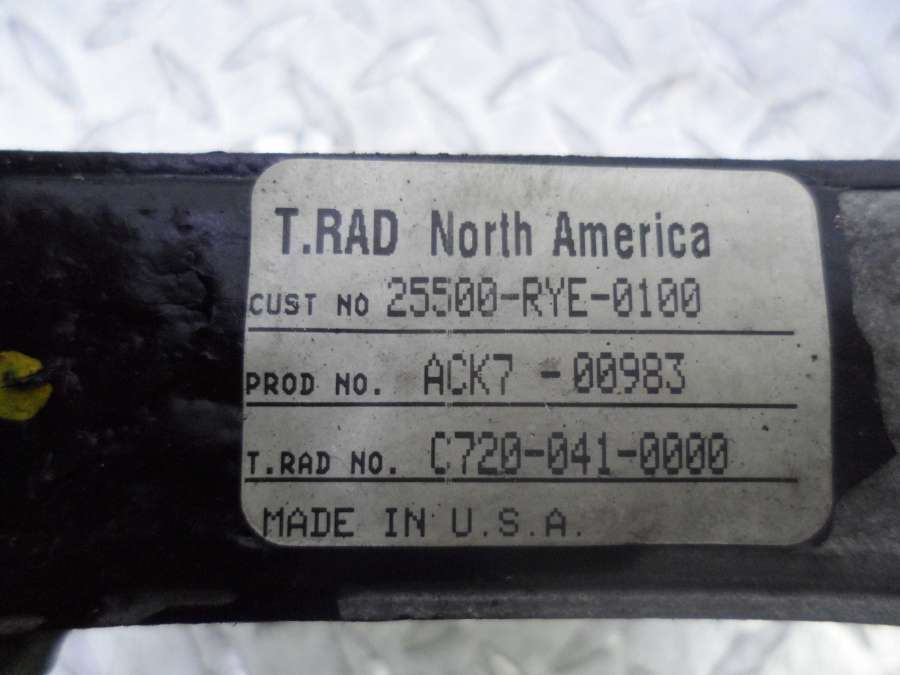 T.RAD North America
CUST NO 25500-RYE-0100
PROD NO. ACK7 -00983
T.RAD NO. C720-041-0000
MADE IN U.S.A.